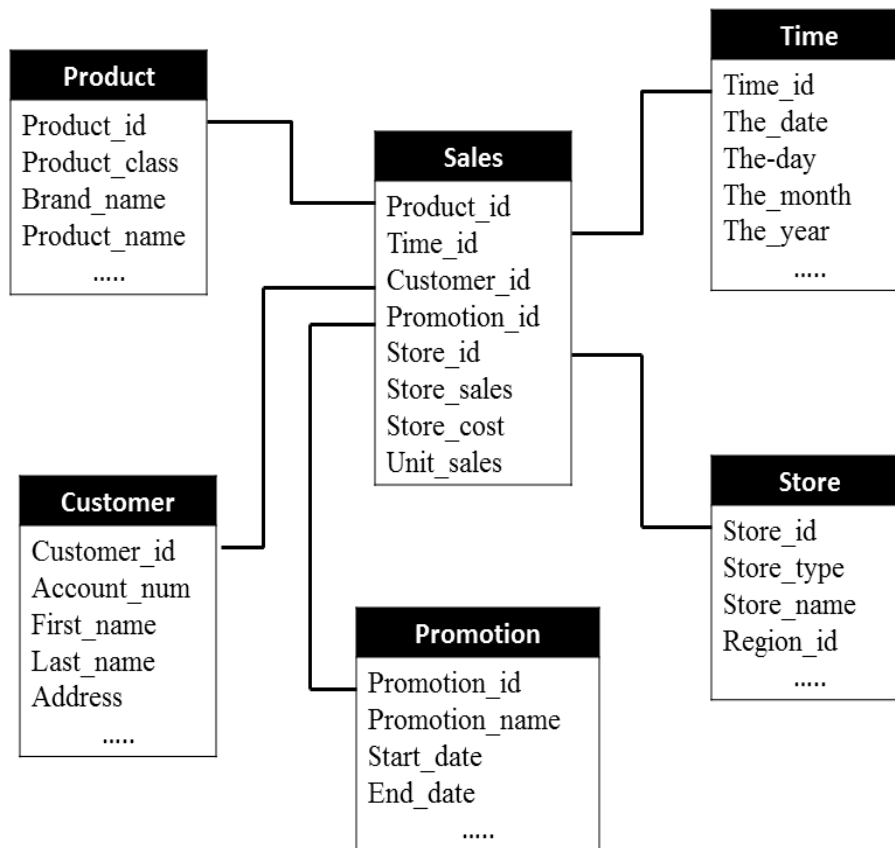 Product
Product_id
Product_class
Brand_name
Product_name
.....
Sales
Product_id
Time_id
Customer_id
Promotion_id
Store_id
Store_sales
Store_cost
Unit_sales
Time
Time_id
The_date
The-day
The_month
The_year
.....
Customer
Customer_id
Account_num
First_name
Last_name
Address
.....
Promotion
Promotion_id
Promotion_name
Start_date
End_date
.....
Store
Store_id
Store_type
Store_name
Region_id
.....